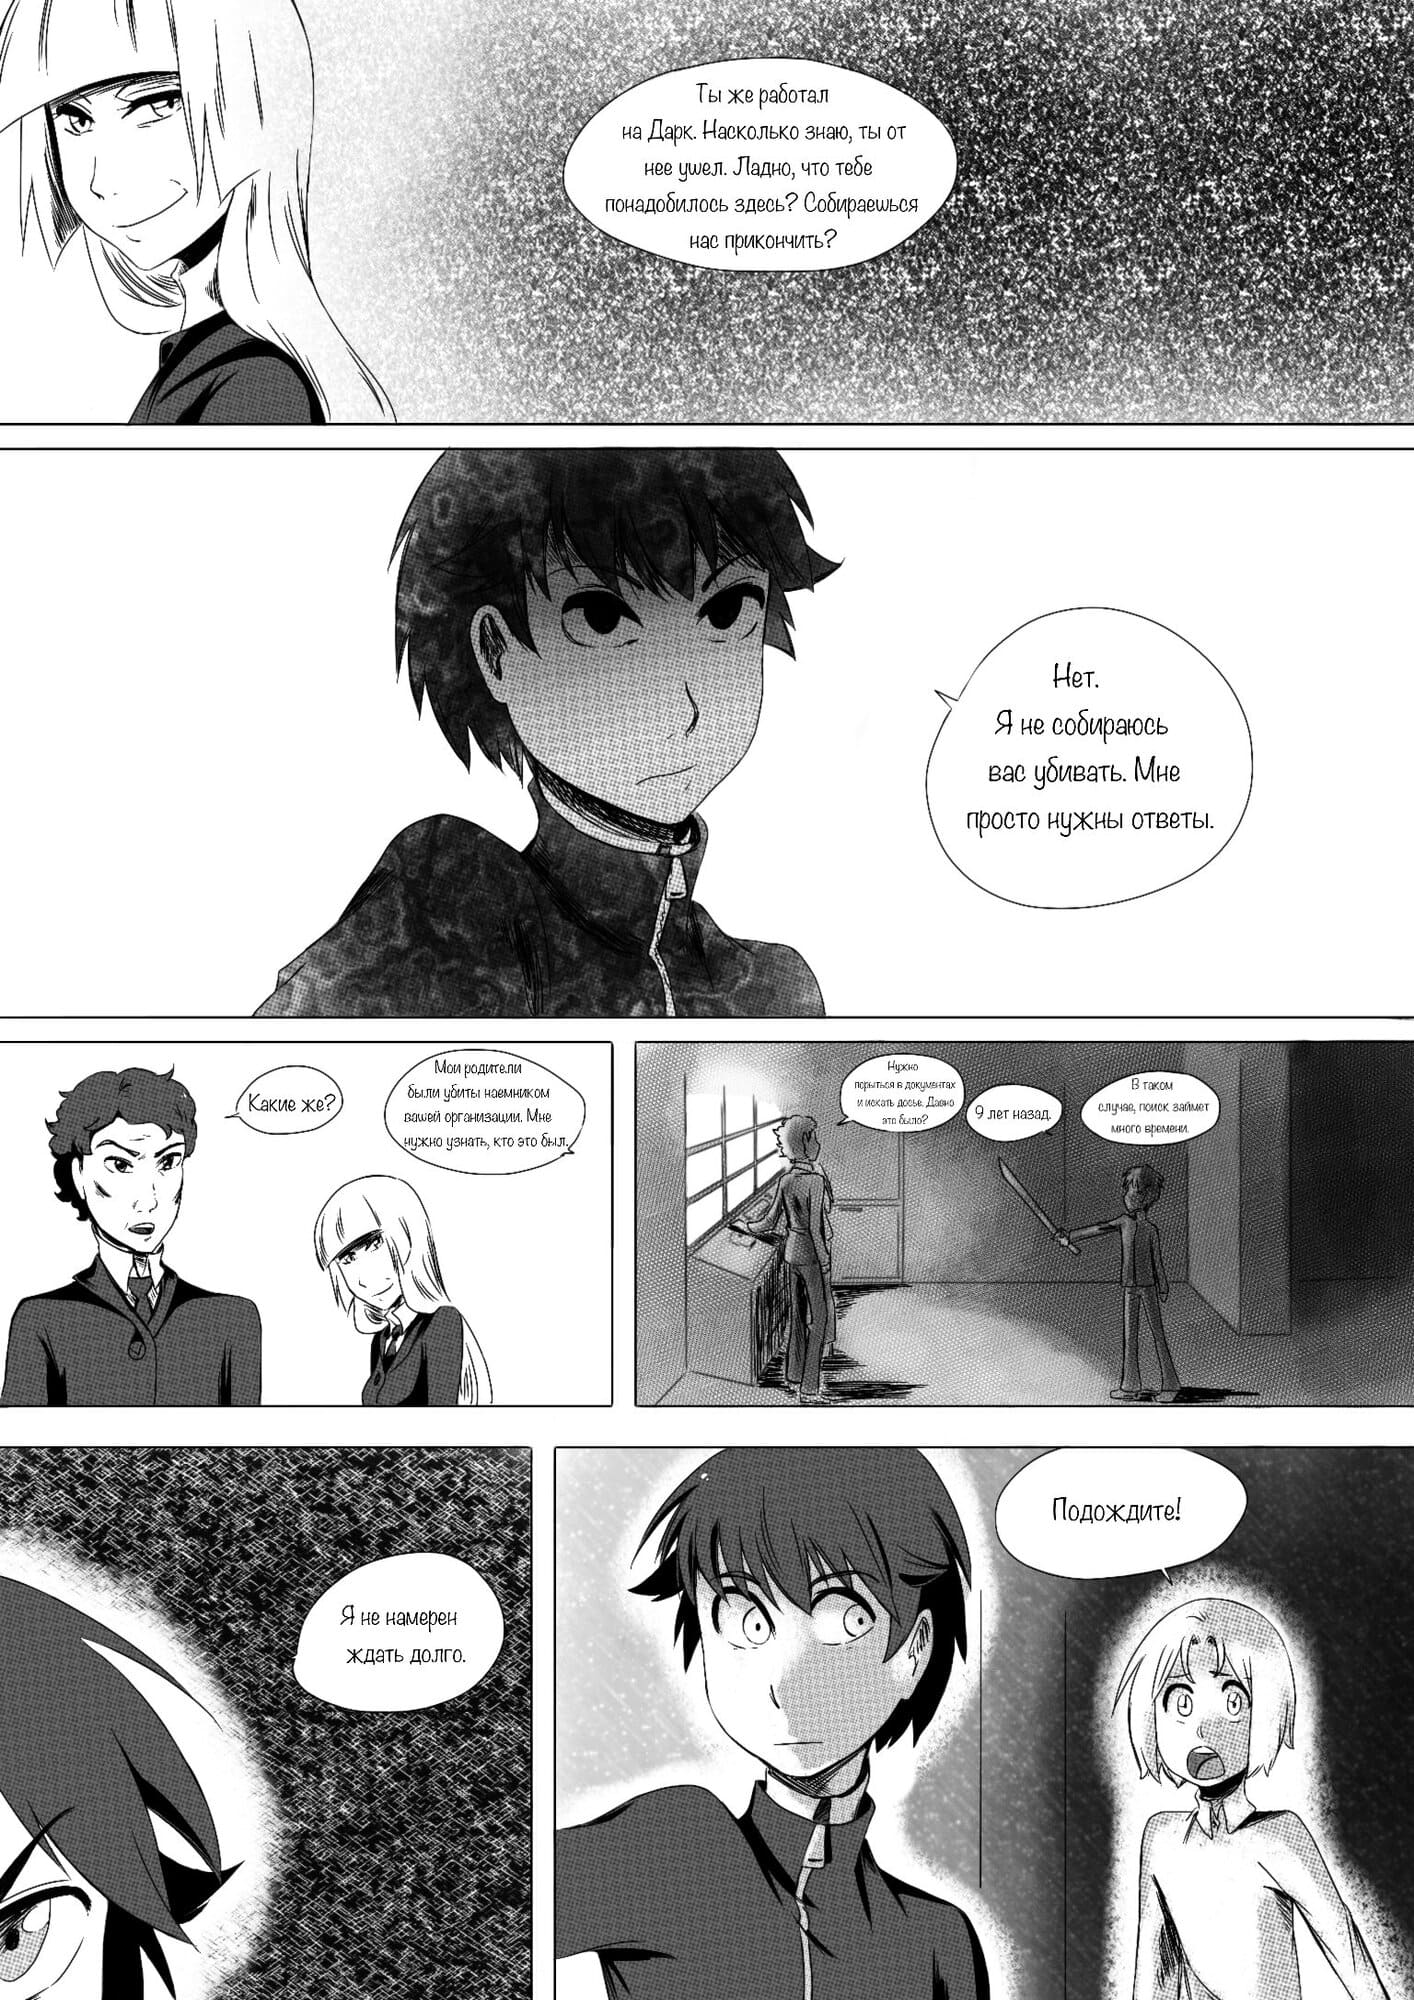 Ты же работал
на Дарк. Насколько знаю, ты от
нее ушел. Ладно, что тебе
понадобилось здесь? Собираешься
нас прикончить?
Нет.
Я не собираюсь
вас убивать. Мне
просто нужны ответы.
Какие же?
Мои родители
были убиты наемником
вашей организации. Мне
нужно узнать, кто это был.
Нужно
порыться в документах
и искать досье. Давно
это было?
9 лет назад.
В таком
случае, поиск займет
много времени.
Я не намерен
ждать долго.
Подождите!